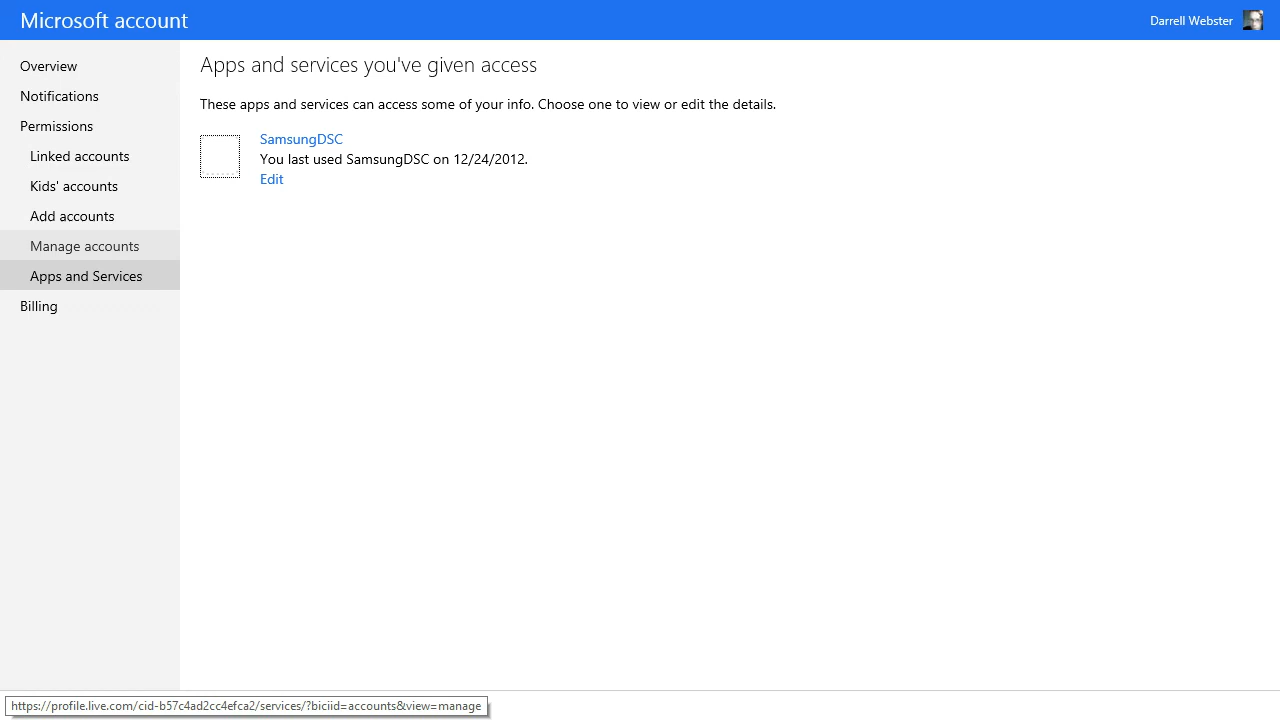 Microsoft account
Darrell Webster
Overview
Notifications
Permissions
Linked accounts
Kids' accounts
Add accounts
Manage accounts
Apps and Services
Billing
Apps and services you've given access
These apps and services can access some of your info. Choose one to view or edit the details.
SamsungDSC
You last used SamsungDSC on 12/24/2012.
Edit
https://profile.live.com/cid-b57c4ad2cc4efca2/services/?biciid=accounts&view=manage